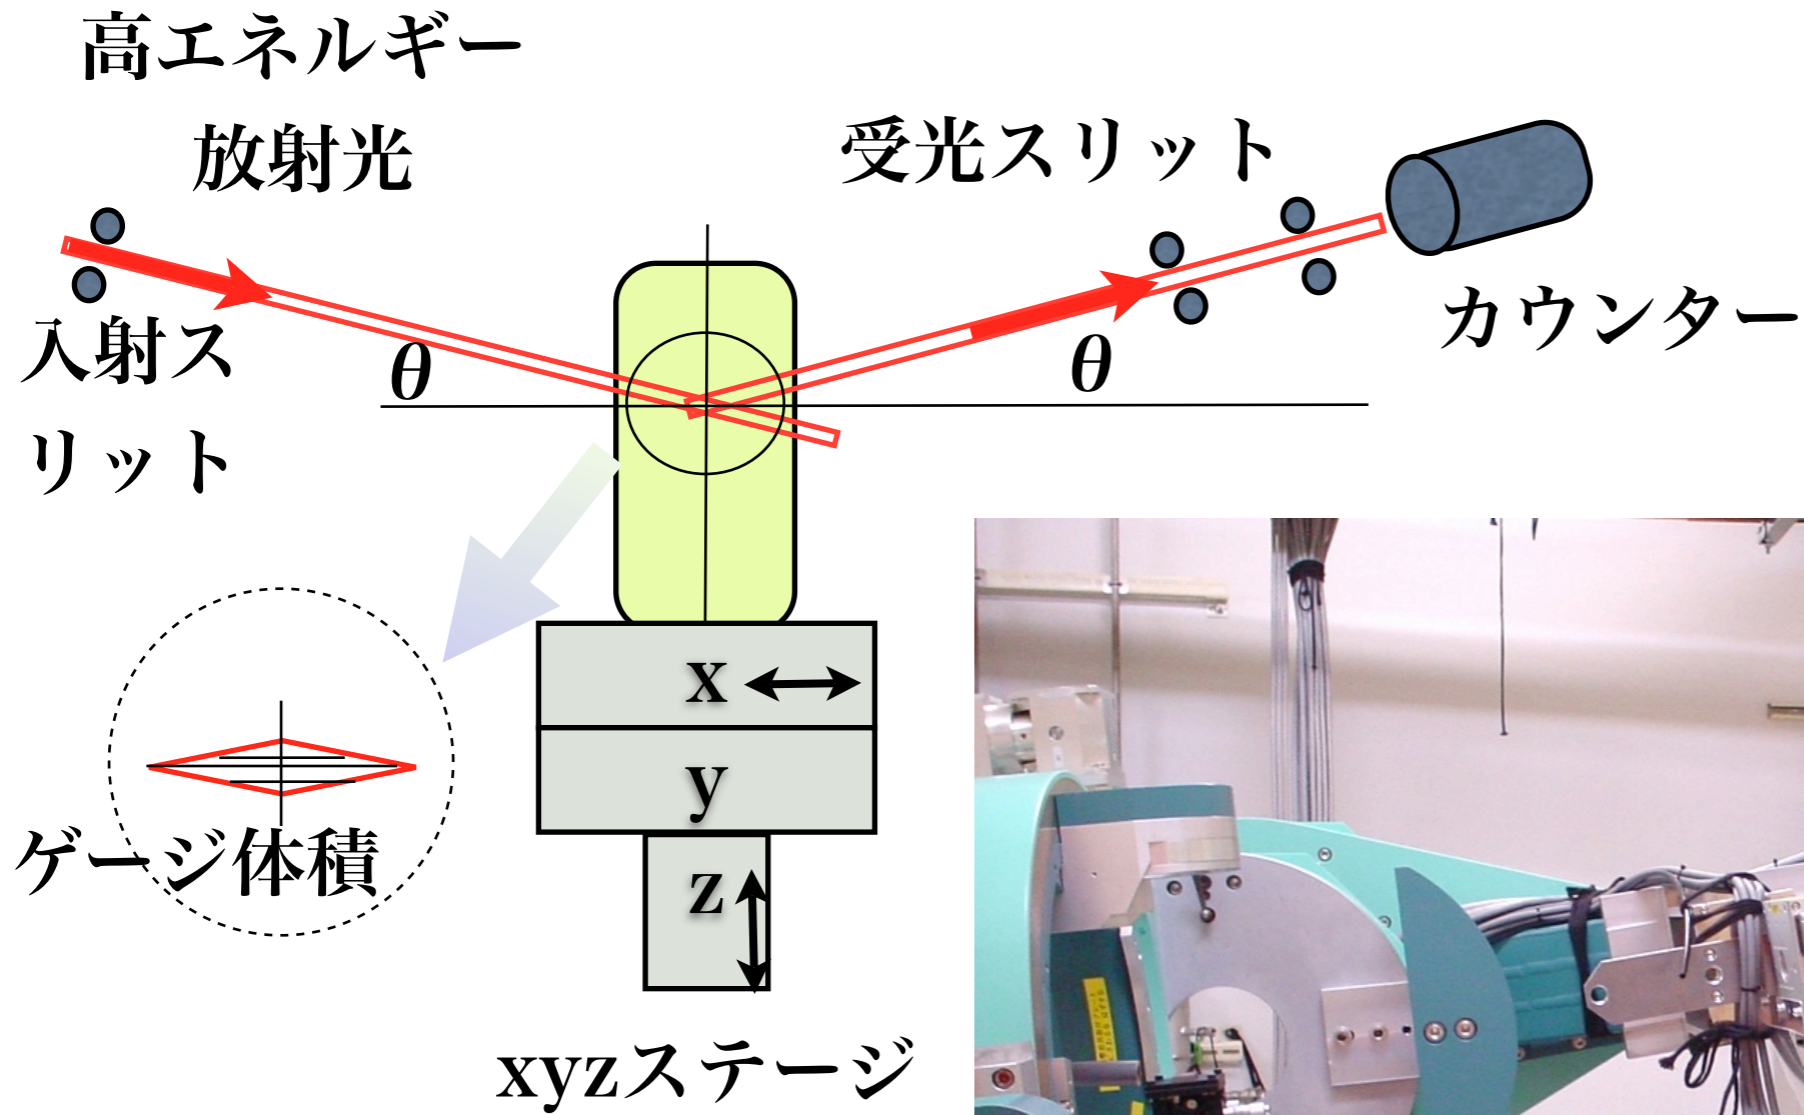 高エネルギー
放射光
受光スリット
カウンター
入射ス
リット
θ
θ
x
y
z
ゲージ体積
xyzステージ